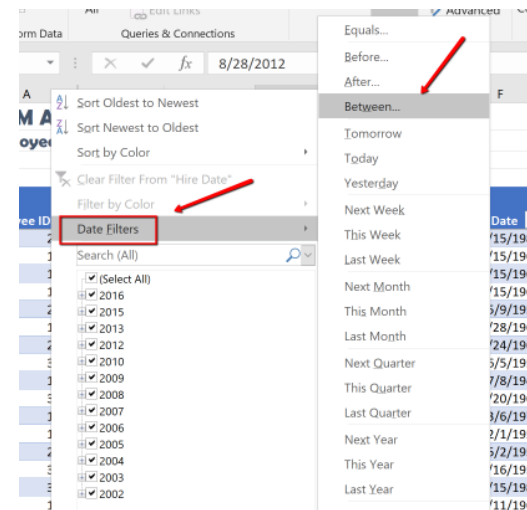 All
Edit Links
Advanced
Data
Queries & Connections
fx
8/28/2012
A
F
Sort Oldest to Newest
Sort Newest to Oldest
Sort by Color
Clear Filter From "Hire Date"
Filter by Color
Date Filters
Search (All)
(Select All)
2016
2015
2013
2012
2010
2009
2008
2007
2006
2005
2004
2003
2002
Equals...
Before...
After...
Between...
Tomorrow
Today
Yesterday
Next Week
This Week
Last Week
Next Month
This Month
Last Month
Next Quarter
This Quarter
Last Quarter
Next Year
This Year
Last Year
ID
Date